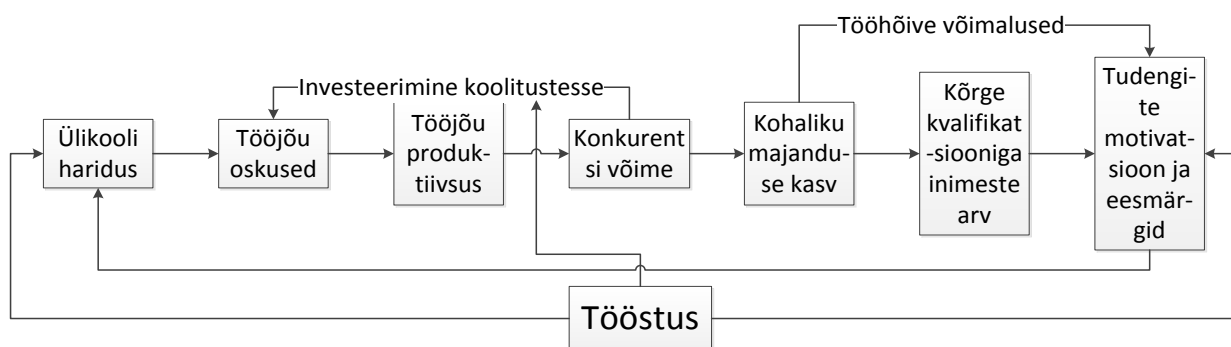 Tööhõive võimalused
Investeerimine koolitustesse
Ülikooli
haridus
Tööjõu
oskused
Tööjõu
produk-
tiivsus
Konkurent
si võime
Kohaliku
majandu-
se kasv
Kõrge
kvalifikat
-siooniga
inimeste
arv
Tudengi-
te
motivat-
sioon ja
eesmär-
gid
Tööstus